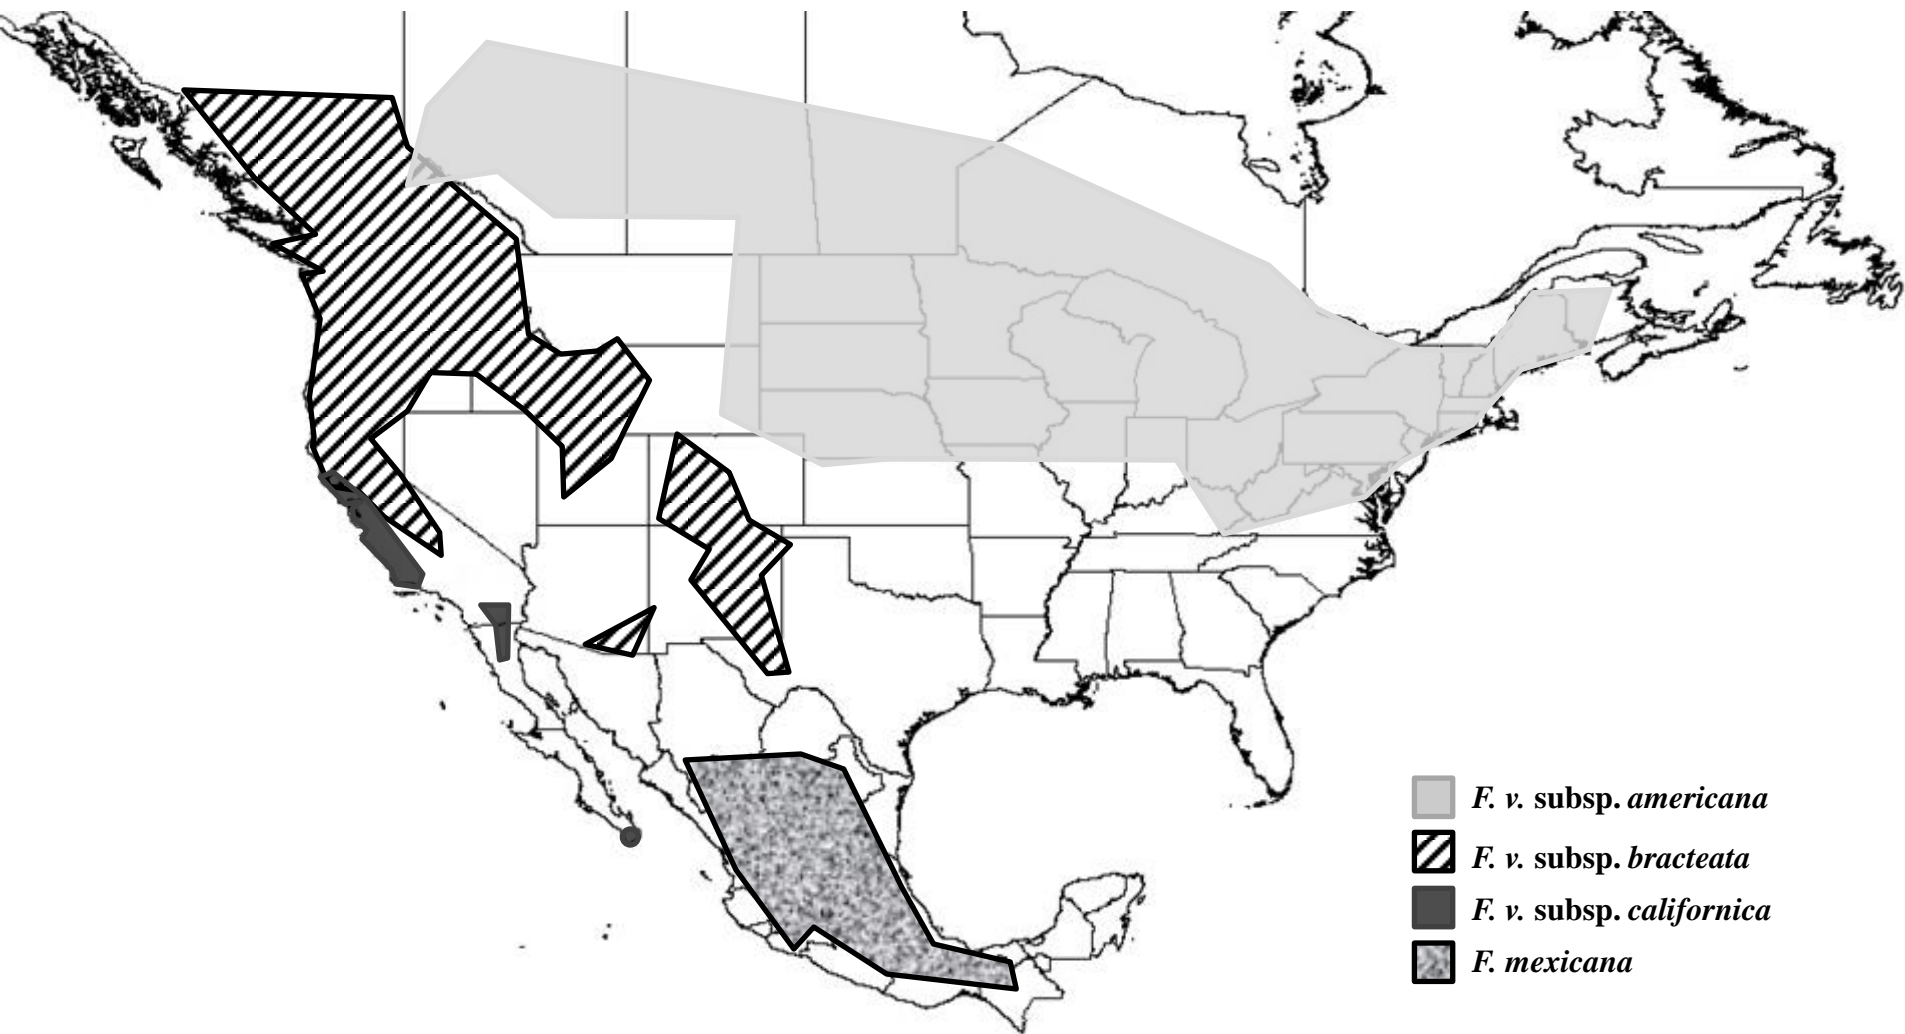 F. v. subsp. americana
F. v. subsp. bracteata
F. v. subsp. californica
F. mexicana